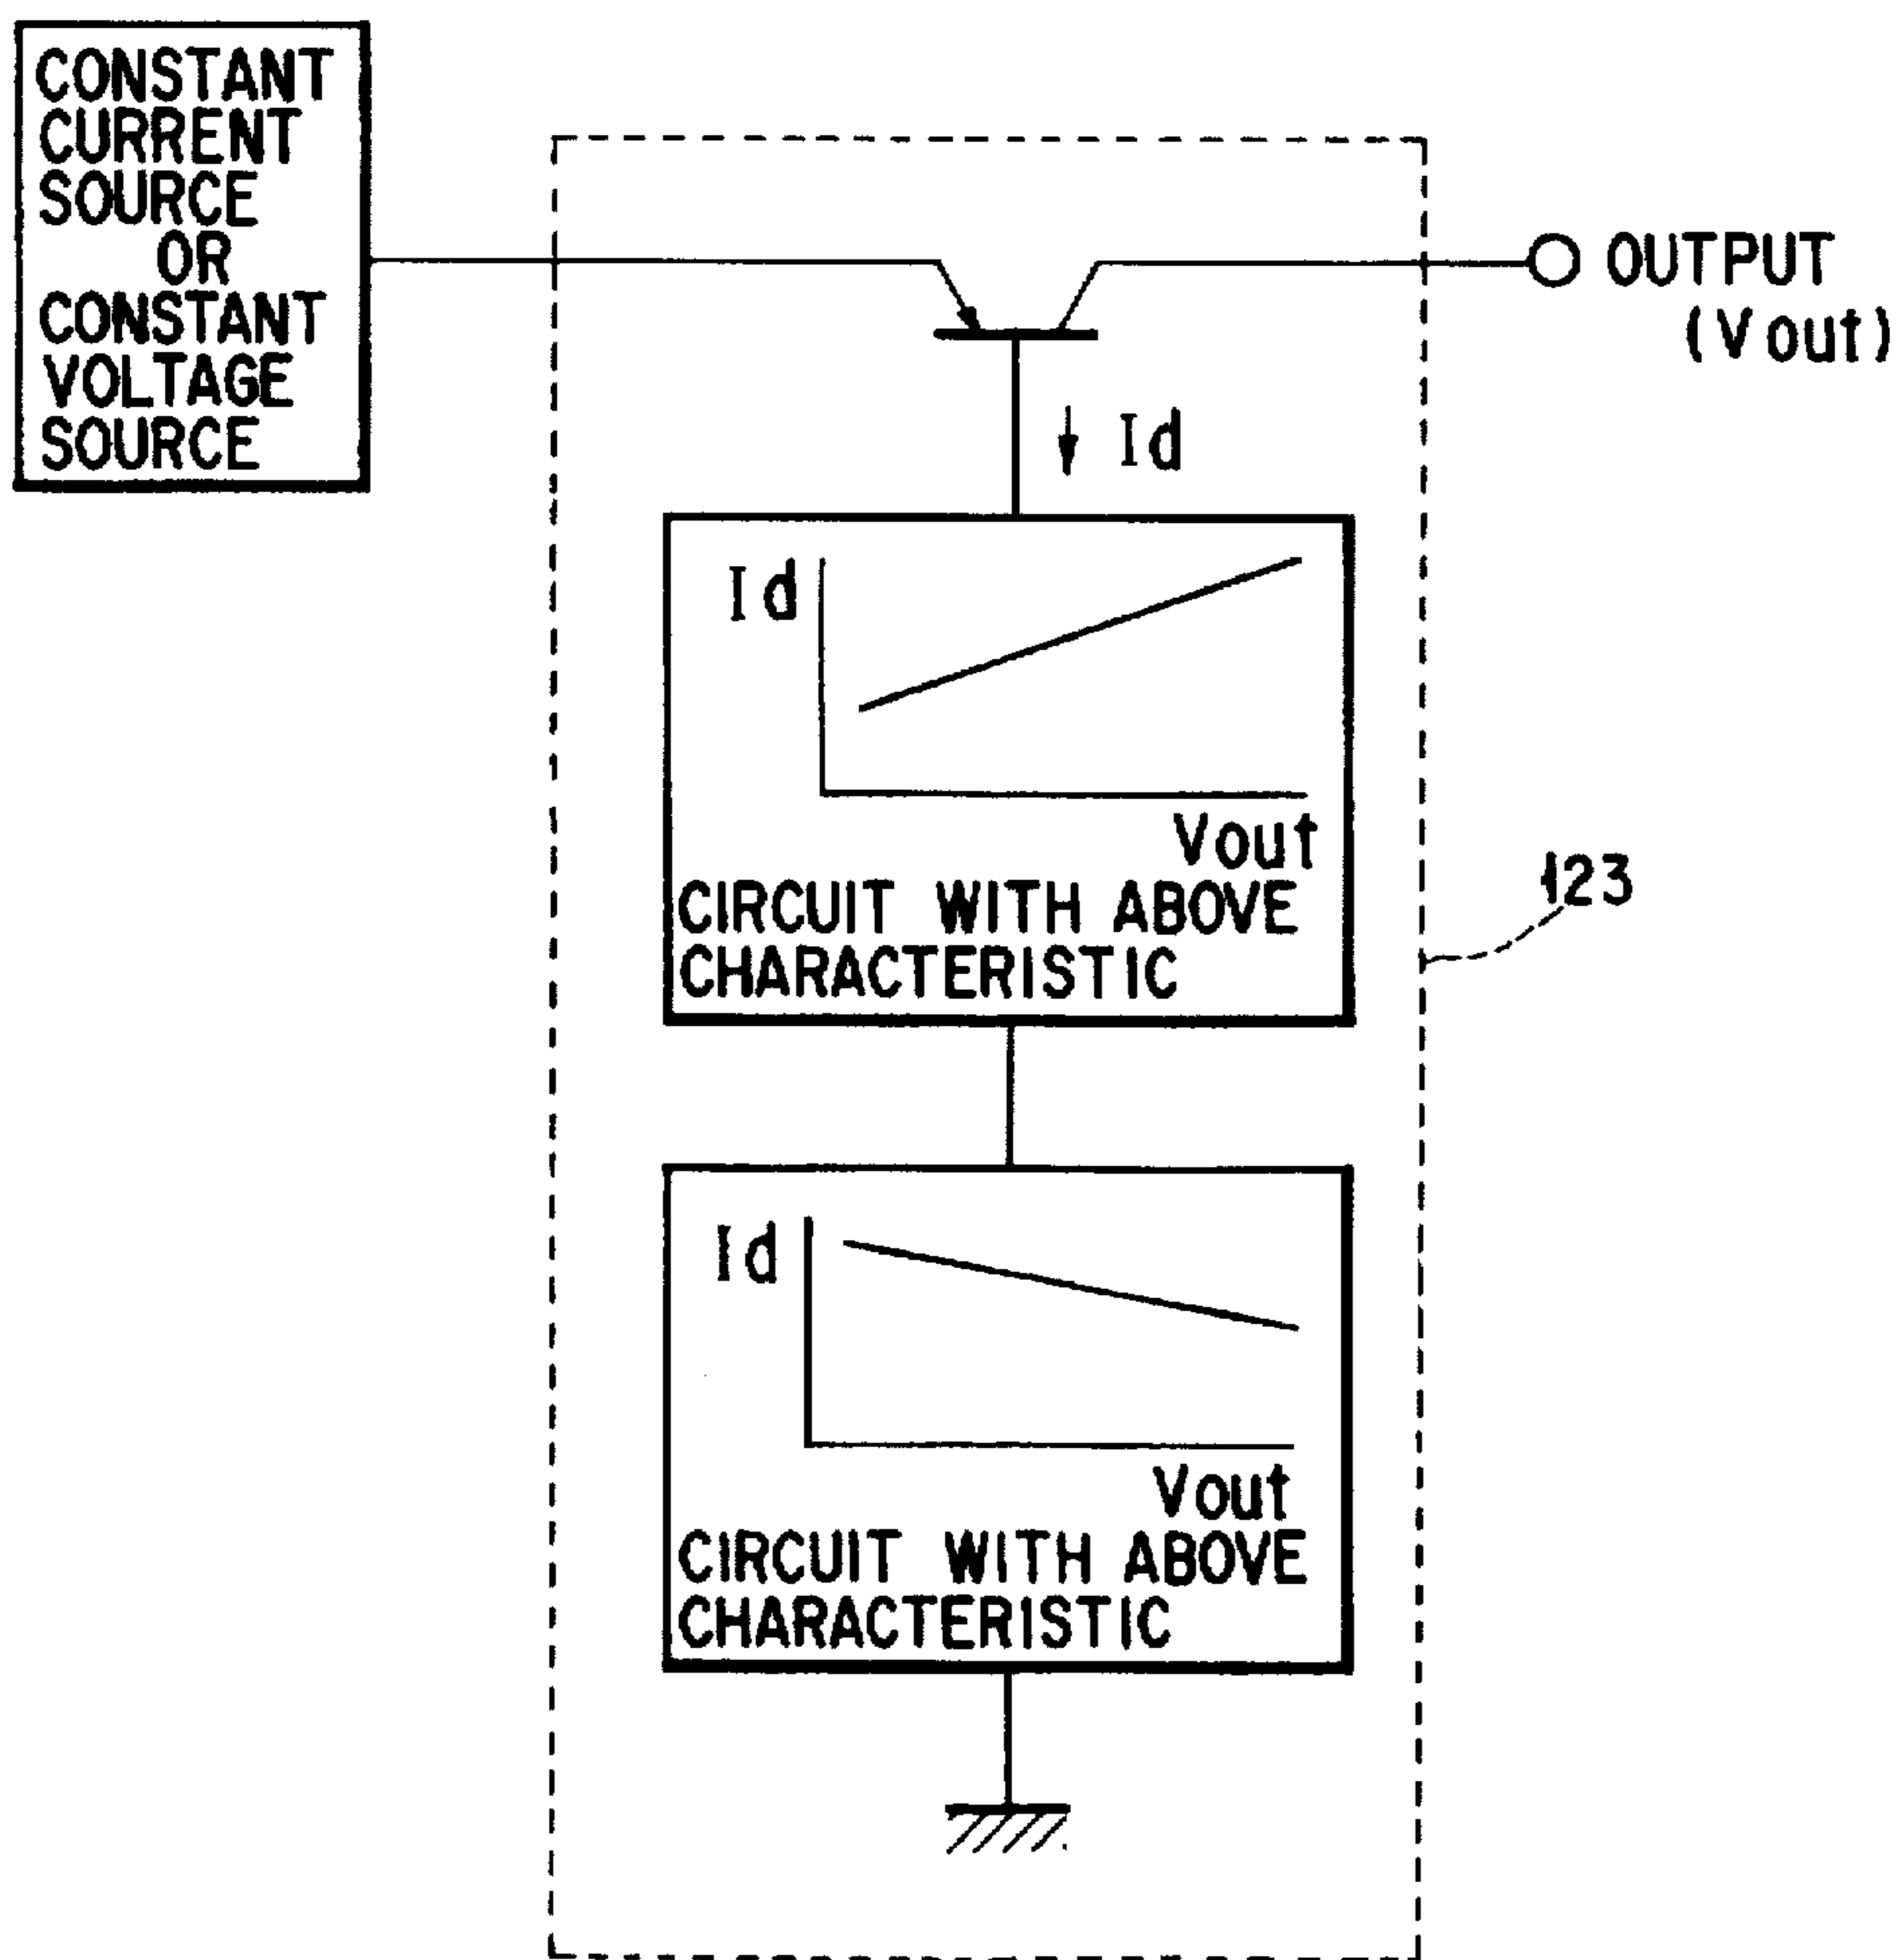 CONSTANT
CURRENT
SOURCE
OR
CONSTANT
VOLTAGE
SOURCE
OUTPUT
(Vout)
Id
Id
Vout
CIRCUIT WITH ABOVE
CHARACTERISTIC
123
Id
Vout
CIRCUIT WITH ABOVE
CHARACTERISTIC